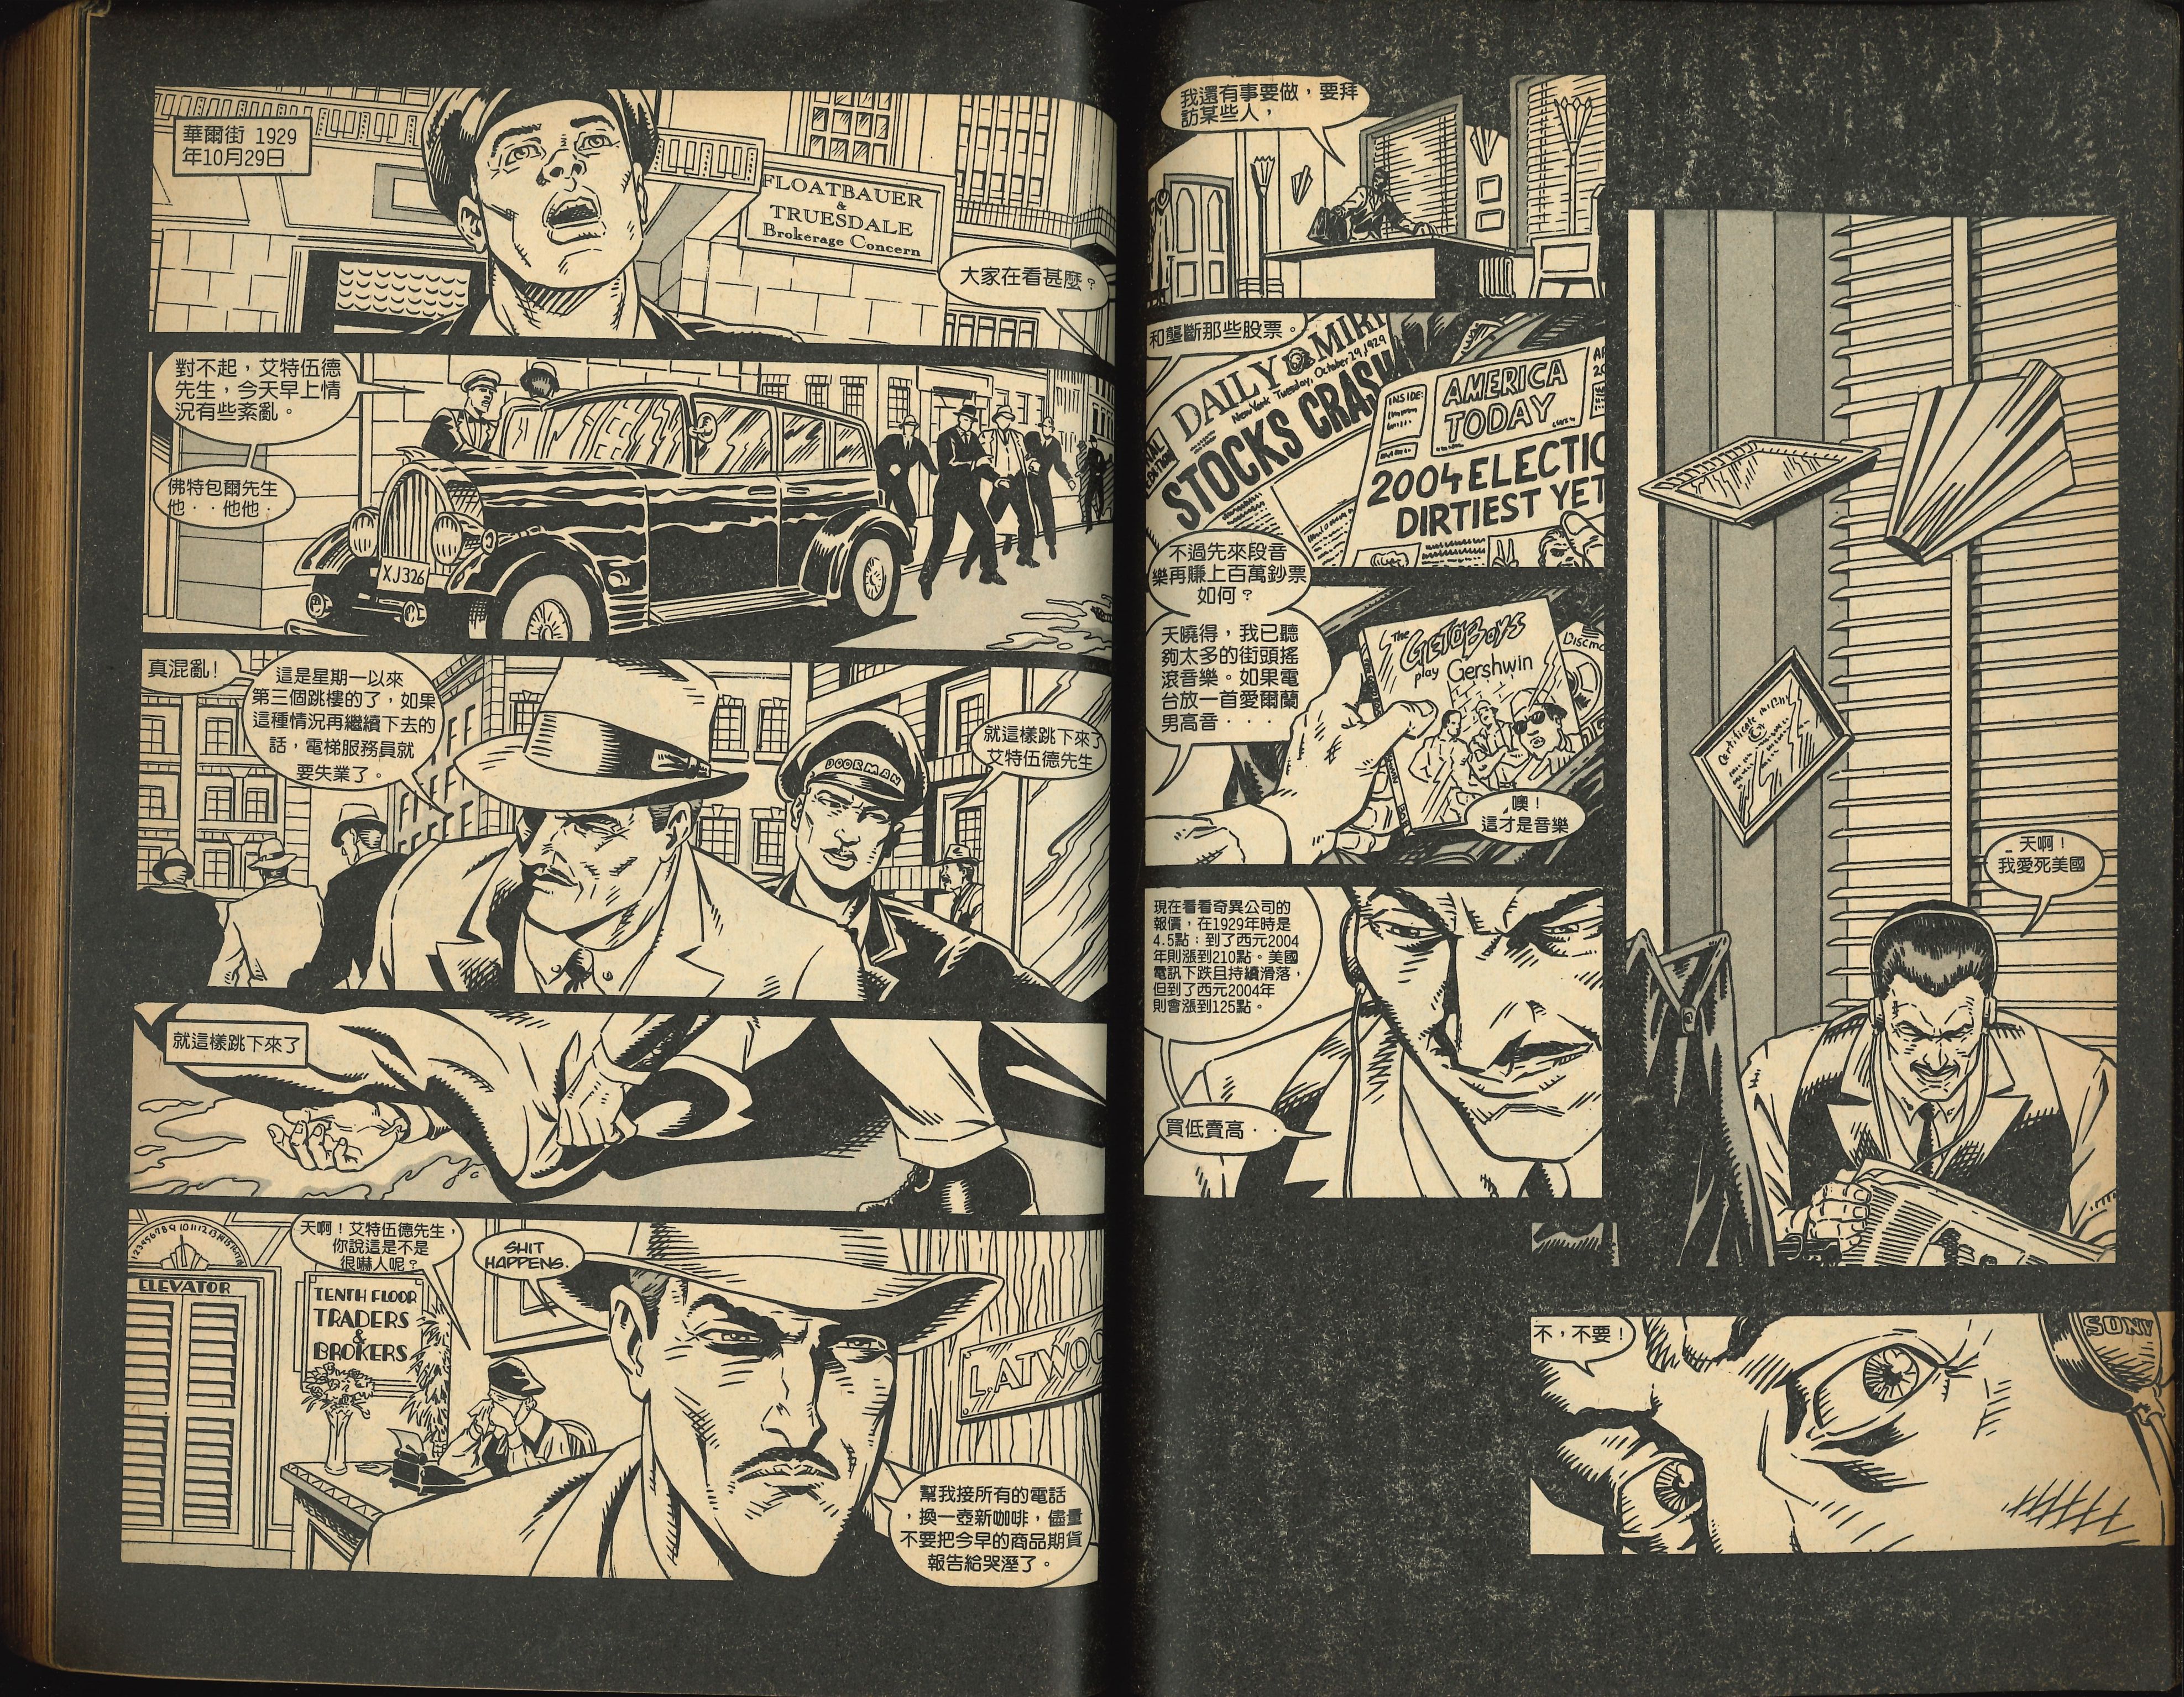 華爾街 1929
年10月29日
FLOATBAUER
&
TRUESDALE
Brokerage Concern
大家在看甚麼?
對不起,艾特伍德
先生,今天早上情
況有些紊亂。
佛特包爾先生
他‧‧他他‧
XJ326
真混亂!
這是星期一以來
第三個跳樓的了,如果
這種情況再繼續下去的
話,電梯服務員就
要失業了。
DOORMAN
就這樣跳下來了
艾特伍德先生
就這樣跳下來了
天啊!艾特伍德先生,
你說這是不是
很嚇人呢?
SHIT
HAPPENS.
ELEVATOR
TENTH FLOOR
TRADERS
&
BROKERS
L.ATWOO
幫我接所有的電話
,換一壺新咖啡,儘量
不要把今早的商品期貨
報告給哭溼了。
我還有事要做,要拜
訪某些人,
和壟斷那些股票。
DAILY MIRR
New York Tuesday, October 29, 1929
STOCKS CRASH
INSIDE:
AMERICA
TODAY
2004 ELECTIO
DIRTIEST YET
不過先來段音
樂再賺上百萬鈔票
如何?
天曉得,我已聽
夠太多的街頭搖
滾音樂。如果電
台放一首愛爾蘭
男高音‧‧‧
The
GETO BOYS
play Gershwin
Discma
噢!
這才是音樂
現在看看奇異公司的
報價,在1929年時是
4.5點;到了西元2004
年則漲到210點。美國
電訊下跌且持續滑落,
但到了西元2004年
則會漲到125點。
買低賣高‧‧
Certificate
天啊!
我愛死美國
不,不要!
SONY